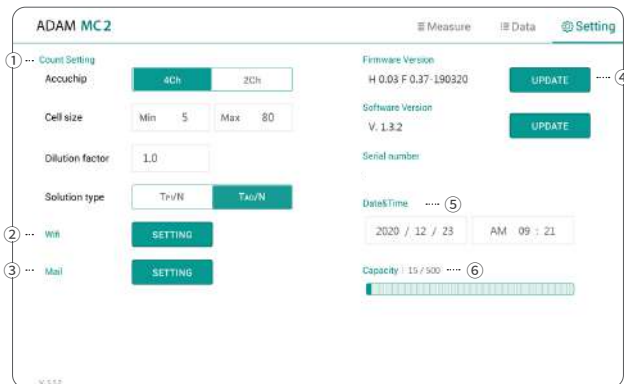 ADAM MC2
Measure
Data
Setting
① Count Setting
Accuchip 4Ch 2Ch
Cell size Min 5 Max 80
Dilution factor 1.0
Solution type
② Wifi SETTING
③ Mail SETTING
Firmware Version
H 0.03 F 0.37-190320 UPDATE ④
Software Version
V. 1.3.2 UPDATE
Serial number
Date&Time ⑤
2020 / 12 / 23 AM 09 : 21
Capacity 15 / 500 ⑥